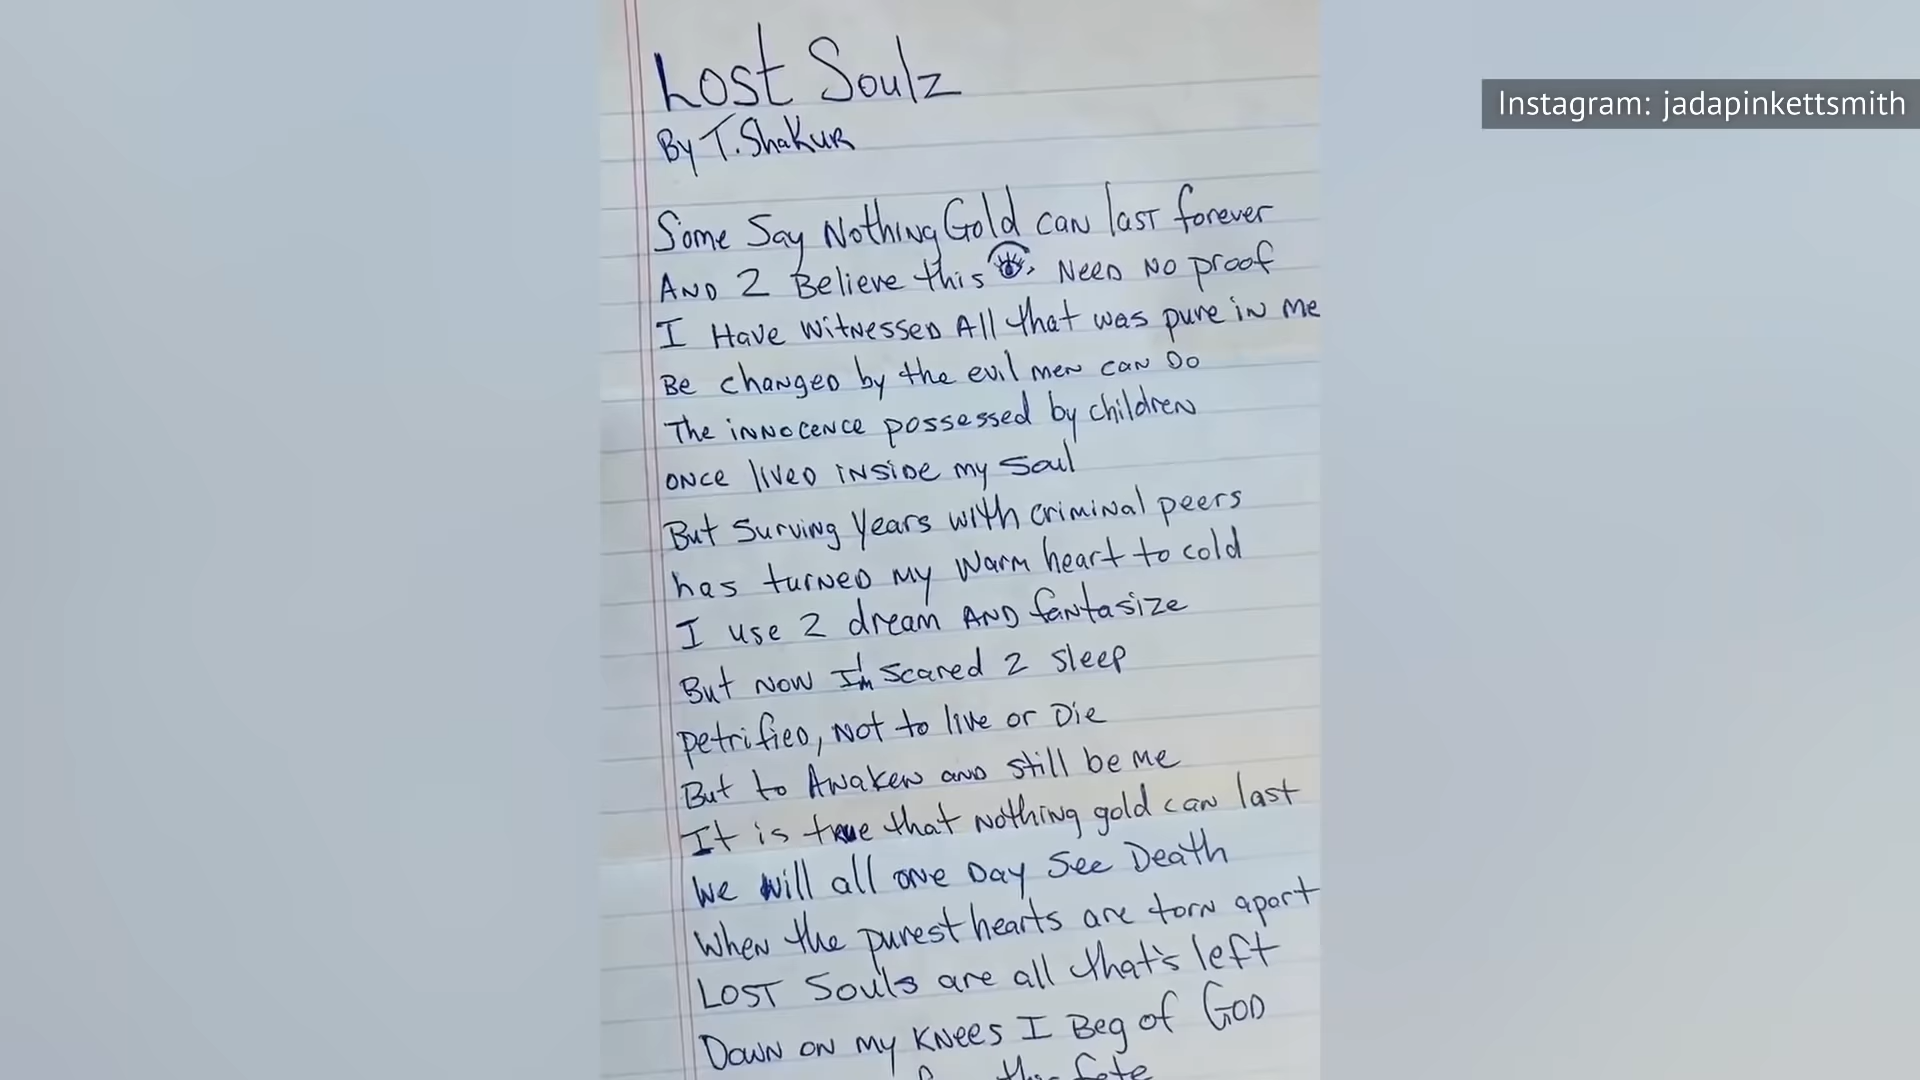 Lost Soulz
By T. Shakur
Instagram: jadapinkettsmith
Some Say Nothing Gold can last forever
AND 2 Believe this 👁, NEED NO proof
I Have witnessed All that was pure in me
Be changed by the evil men can Do
The innocence possessed by children
once lived inside my soul
But surving years with criminal peers
has turned my warm heart to cold
I use 2 dream AND fantasize
But now I'm scared 2 sleep
petrified, Not to live or Die
But to Awaken and still be me
It is true that nothing gold can last
We will all one Day See Death
When the purest hearts are torn apart
LOST Souls are all that's left
Down on my knees I Beg of GOD